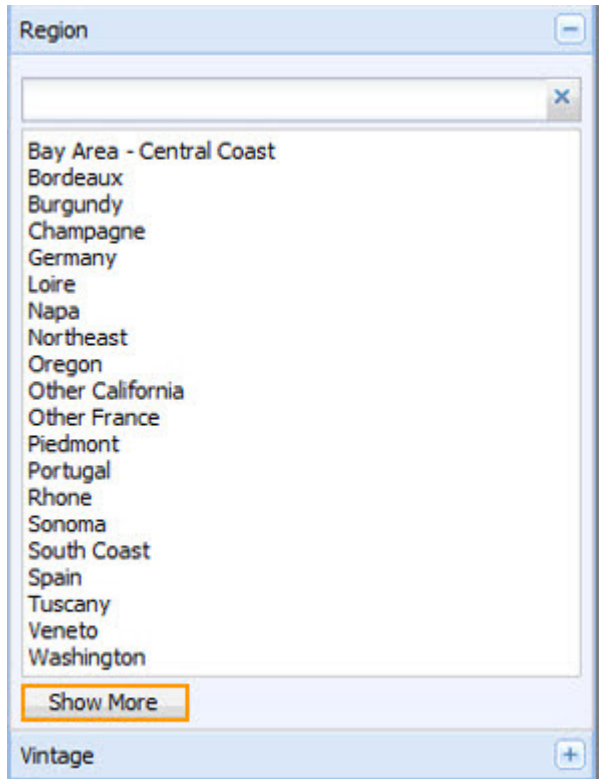 Region
Bay Area - Central Coast
Bordeaux
Burgundy
Champagne
Germany
Loire
Napa
Northeast
Oregon
Other California
Other France
Piedmont
Portugal
Rhone
Sonoma
South Coast
Spain
Tuscany
Veneto
Washington
Show More
Vintage